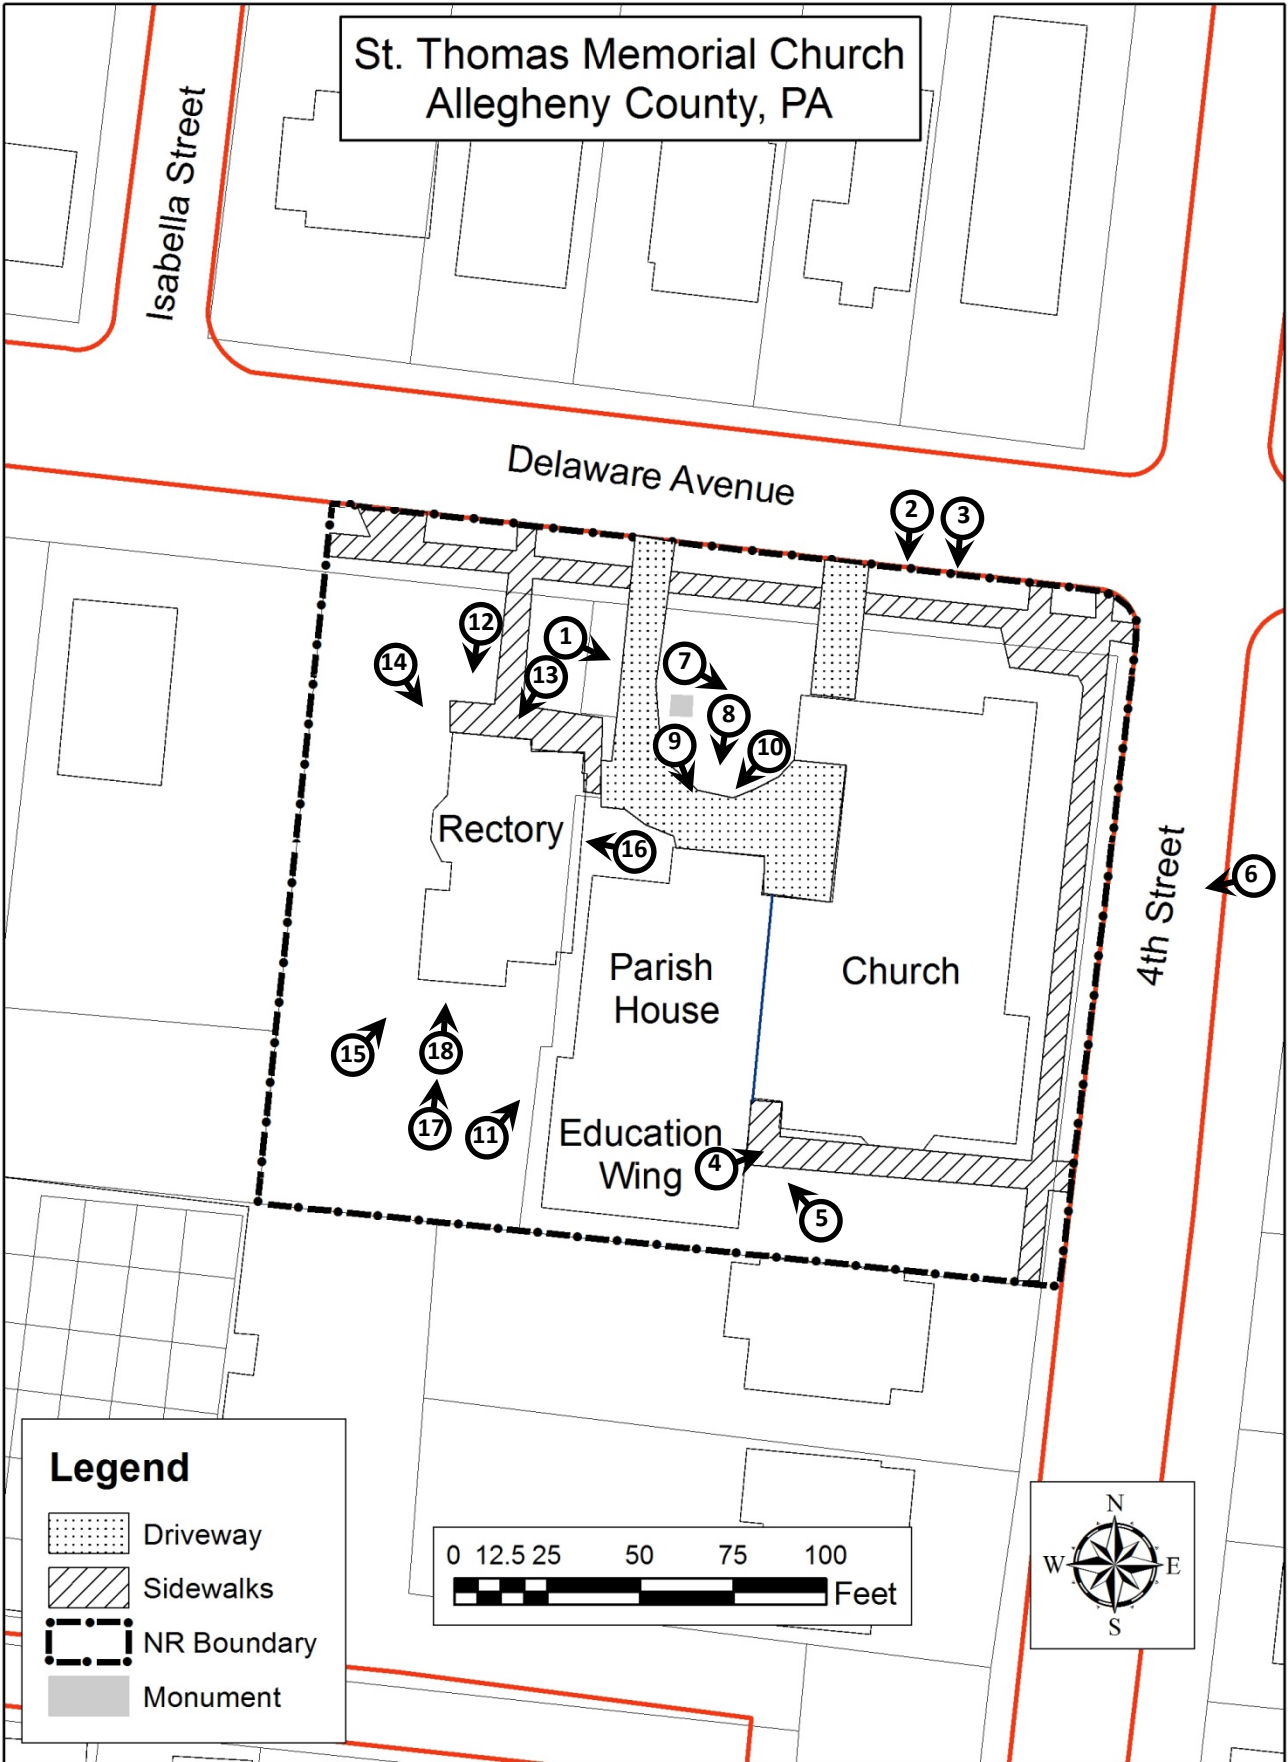 St. Thomas Memorial Church
Allegheny County, PA
Isabella Street
Delaware Avenue
2
3
12
1
14
13
7
8
9
10
Rectory
16
6
4th Street
Parish
House
Church
15
18
17
11
Education
Wing
4
5
Legend
Driveway
Sidewalks
NR Boundary
Monument
0 12.5 25 50 75 100
Feet
N
W E
S